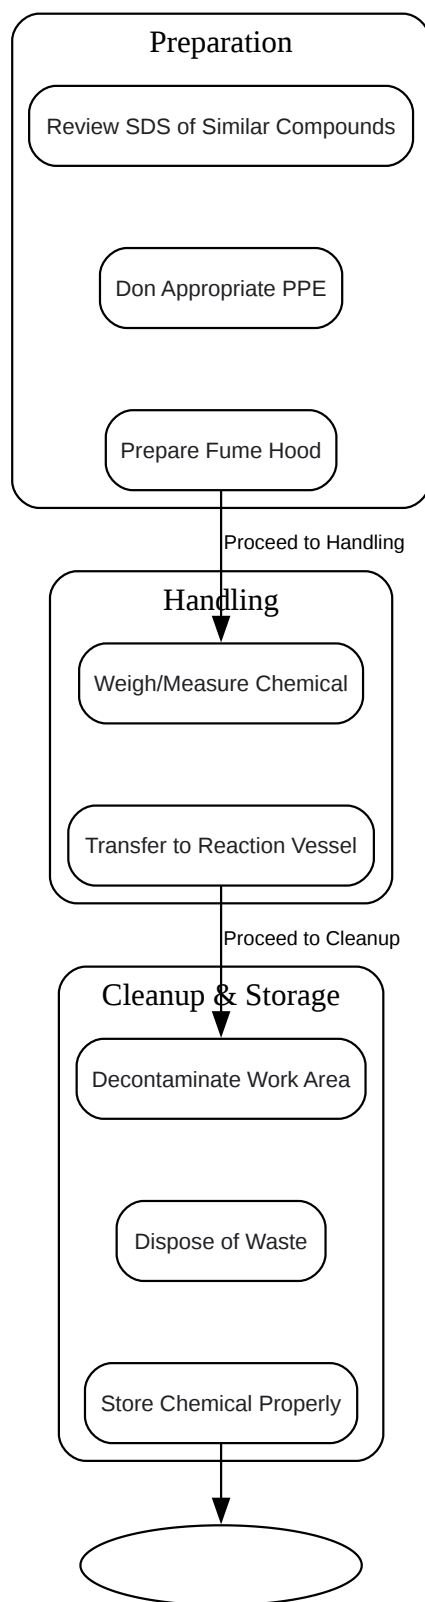 Preparation
Review SDS of Similar Compounds
Don Appropriate PPE
Prepare Fume Hood
Proceed to Handling
Handling
Weigh/Measure Chemical
Transfer to Reaction Vessel
Proceed to Cleanup
Cleanup & Storage
Decontaminate Work Area
Dispose of Waste
Store Chemical Properly